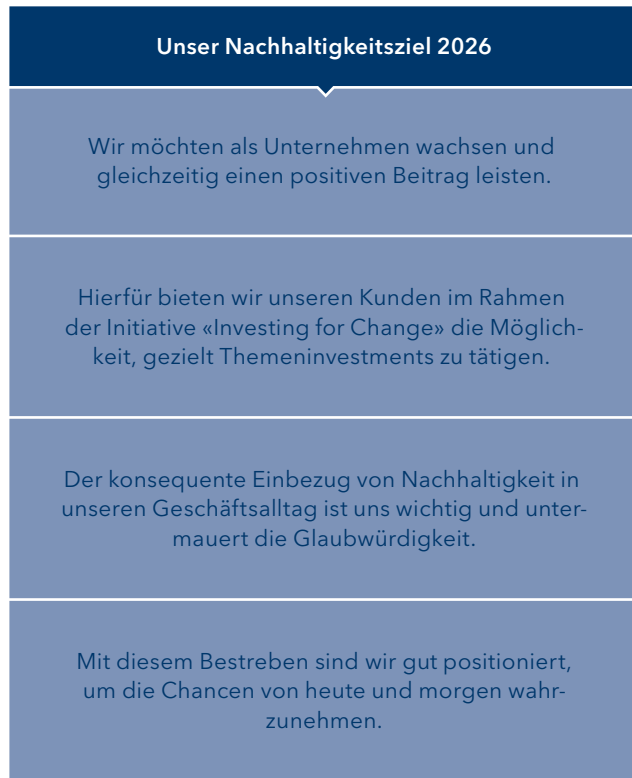 Unser Nachhaltigkeitsziel 2026
Wir möchten als Unternehmen wachsen und
gleichzeitig einen positiven Beitrag leisten.
Hierfür bieten wir unseren Kunden im Rahmen
der Initiative «Investing for Change» die Möglich-
keit, gezielt Themeninvestments zu tätigen.
Der konsequente Einbezug von Nachhaltigkeit in
unseren Geschäftsalltag ist uns wichtig und unter-
mauert die Glaubwürdigkeit.
Mit diesem Bestreben sind wir gut positioniert,
um die Chancen von heute und morgen wahr-
zunehmen.